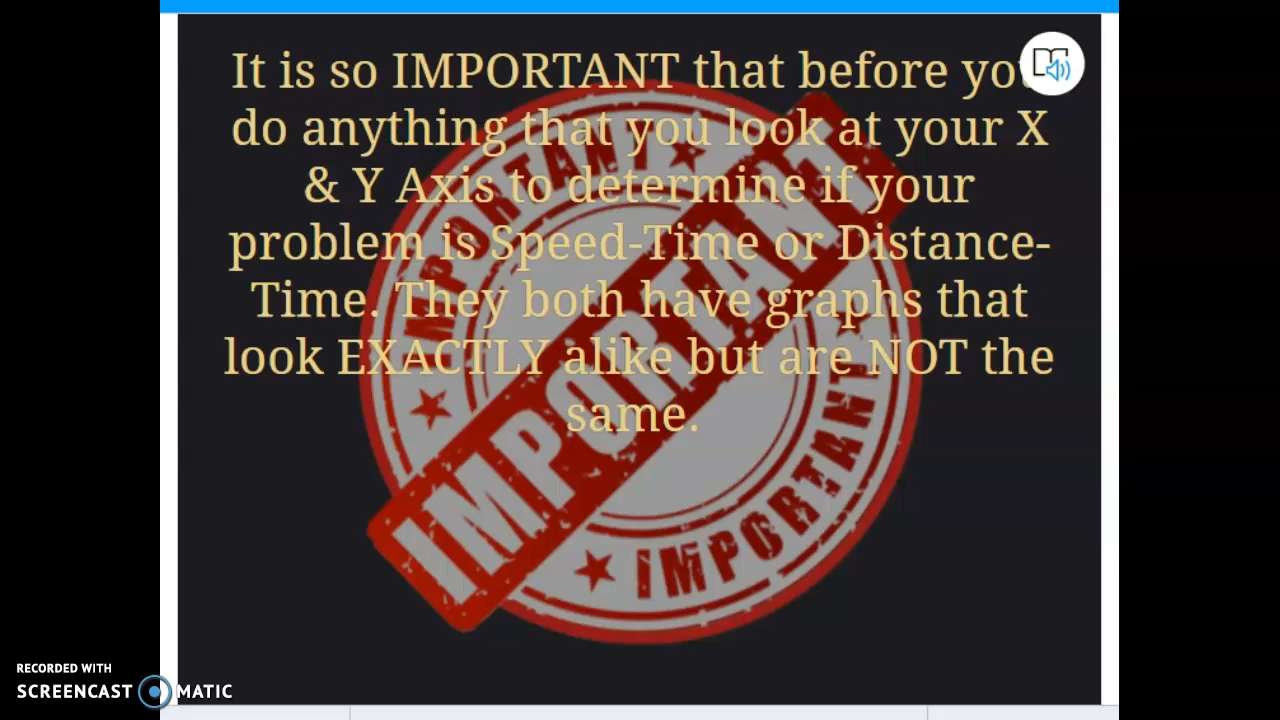 It is so IMPORTANT that before yo
do anything that you look at your X
& Y Axis to determine if your
problem is Speed-Time or Distance-
Time. They both have graphs that
look EXACTLY alike but are NOT the
same.
IMPORTANT
IMPORTANT
IMPORTANT
RECORDED WITH
SCREENCAST MATIC